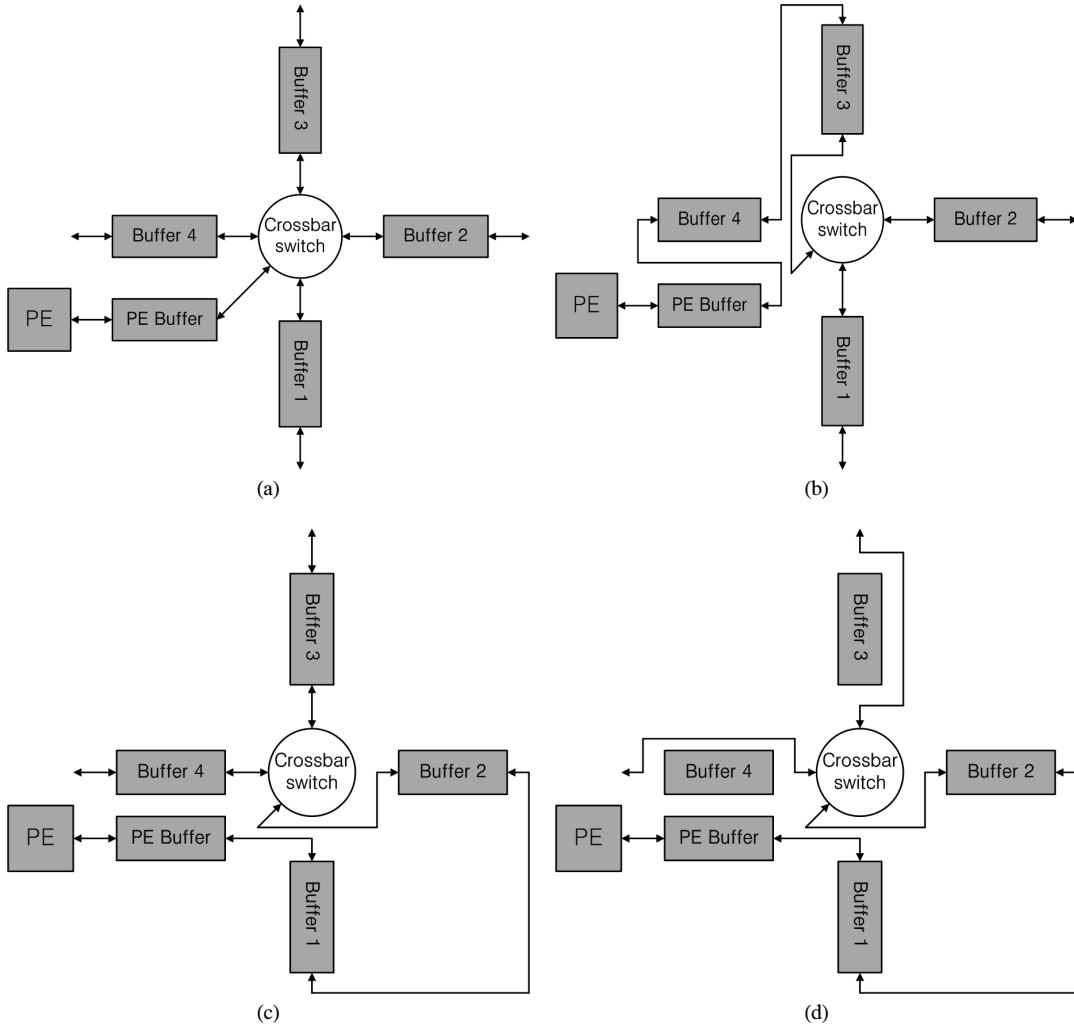 Buffer 3
Crossbar
switch
Buffer 4
Buffer 2
PE
PE Buffer
Buffer 1
(a)
Buffer 3
Crossbar
switch
Buffer 4
Buffer 2
PE
PE Buffer
Buffer 1
(b)
Buffer 3
Crossbar
switch
Buffer 4
Buffer 2
PE
PE Buffer
Buffer 1
(c)
Buffer 3
Crossbar
switch
Buffer 4
Buffer 2
PE
PE Buffer
Buffer 1
(d)